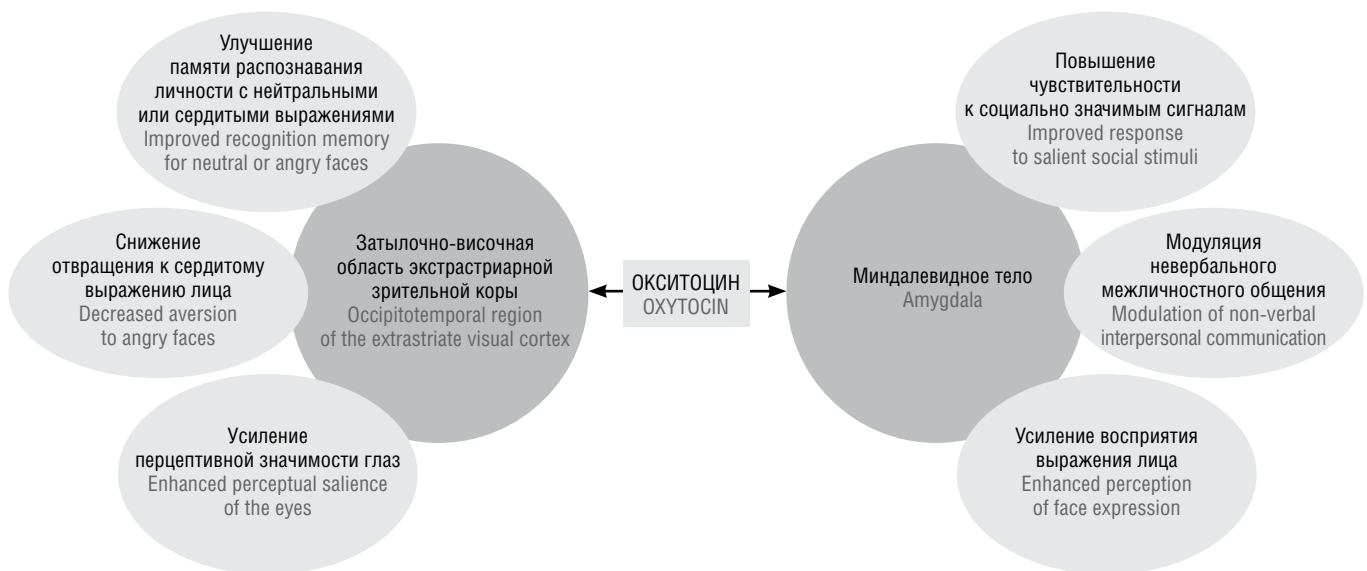 Улучшение
памяти распознавания
личности с нейтральными
или сердитыми выражениями
Improved recognition memory
for neutral or angry faces
Снижение
отвращения к сердитому
выражению лица
Decreased aversion
to angry faces
Усиление
перцептивной значимости глаз
Enhanced perceptual salience
of the eyes
Затылочно-височная
область экстрастриарной
зрительной коры
Occipitotemporal region
of the extrastriate visual cortex
ОКСИТОЦИН
OXYTOCIN
Миндалевидное тело
Amygdala
Повышение
чувствительности
к социально значимым сигналам
Improved response
to salient social stimuli
Модуляция
невербального
межличностного общения
Modulation of non-verbal
interpersonal communication
Усиление восприятия
выражения лица
Enhanced perception
of face expression